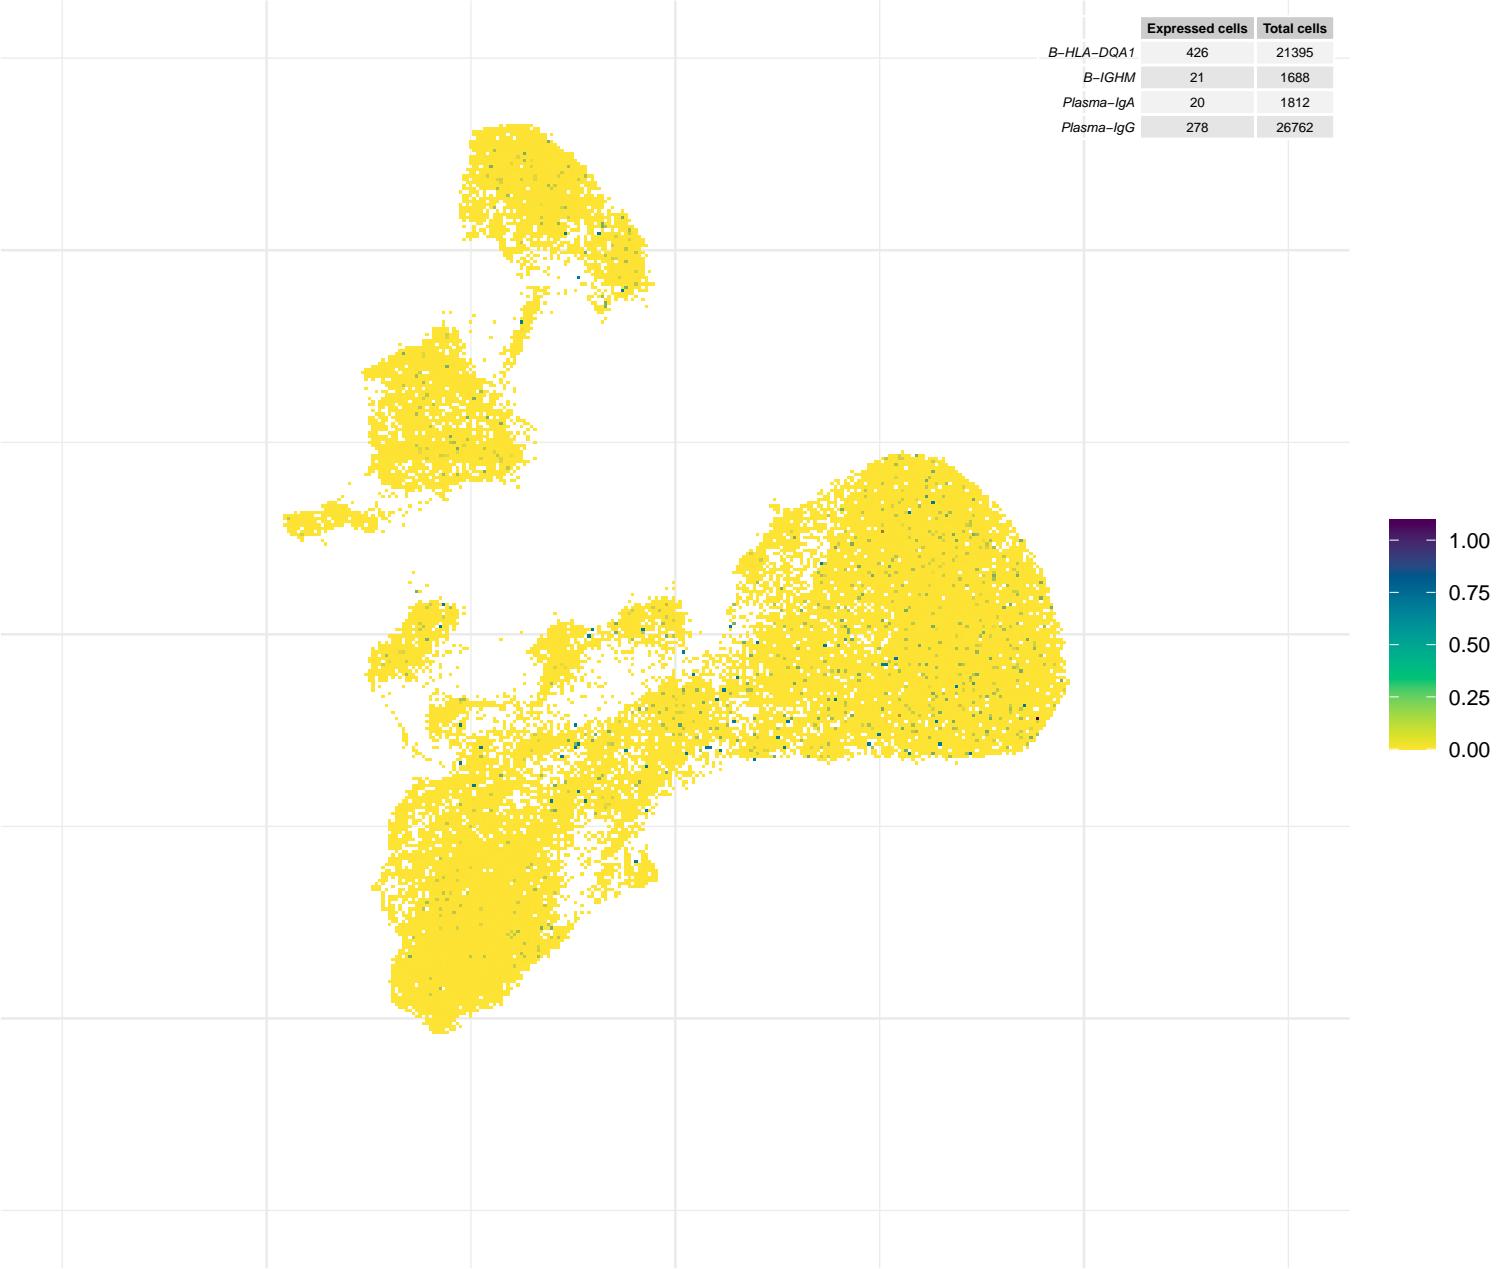 Expressed cells Total cells
B−HLA−DQA1 426 21395
B−IGHM 21 1688
Plasma−IgA 20 1812
Plasma−IgG 278 26762
1.00
0.75
0.50
0.25
0.00